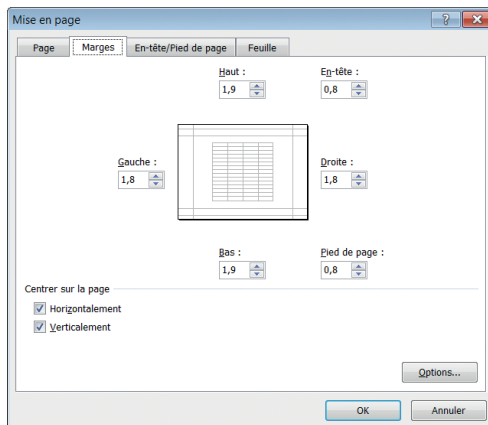 Mise en page
Page Marges En-tête/Pied de page Feuille
Haut : En-tête :
1,9 0,8
Gauche : Droite :
1,8 1,8
Bas : Pied de page :
1,9 0,8
Centrer sur la page
Horizontalement
Verticalement
Options...
OK Annuler